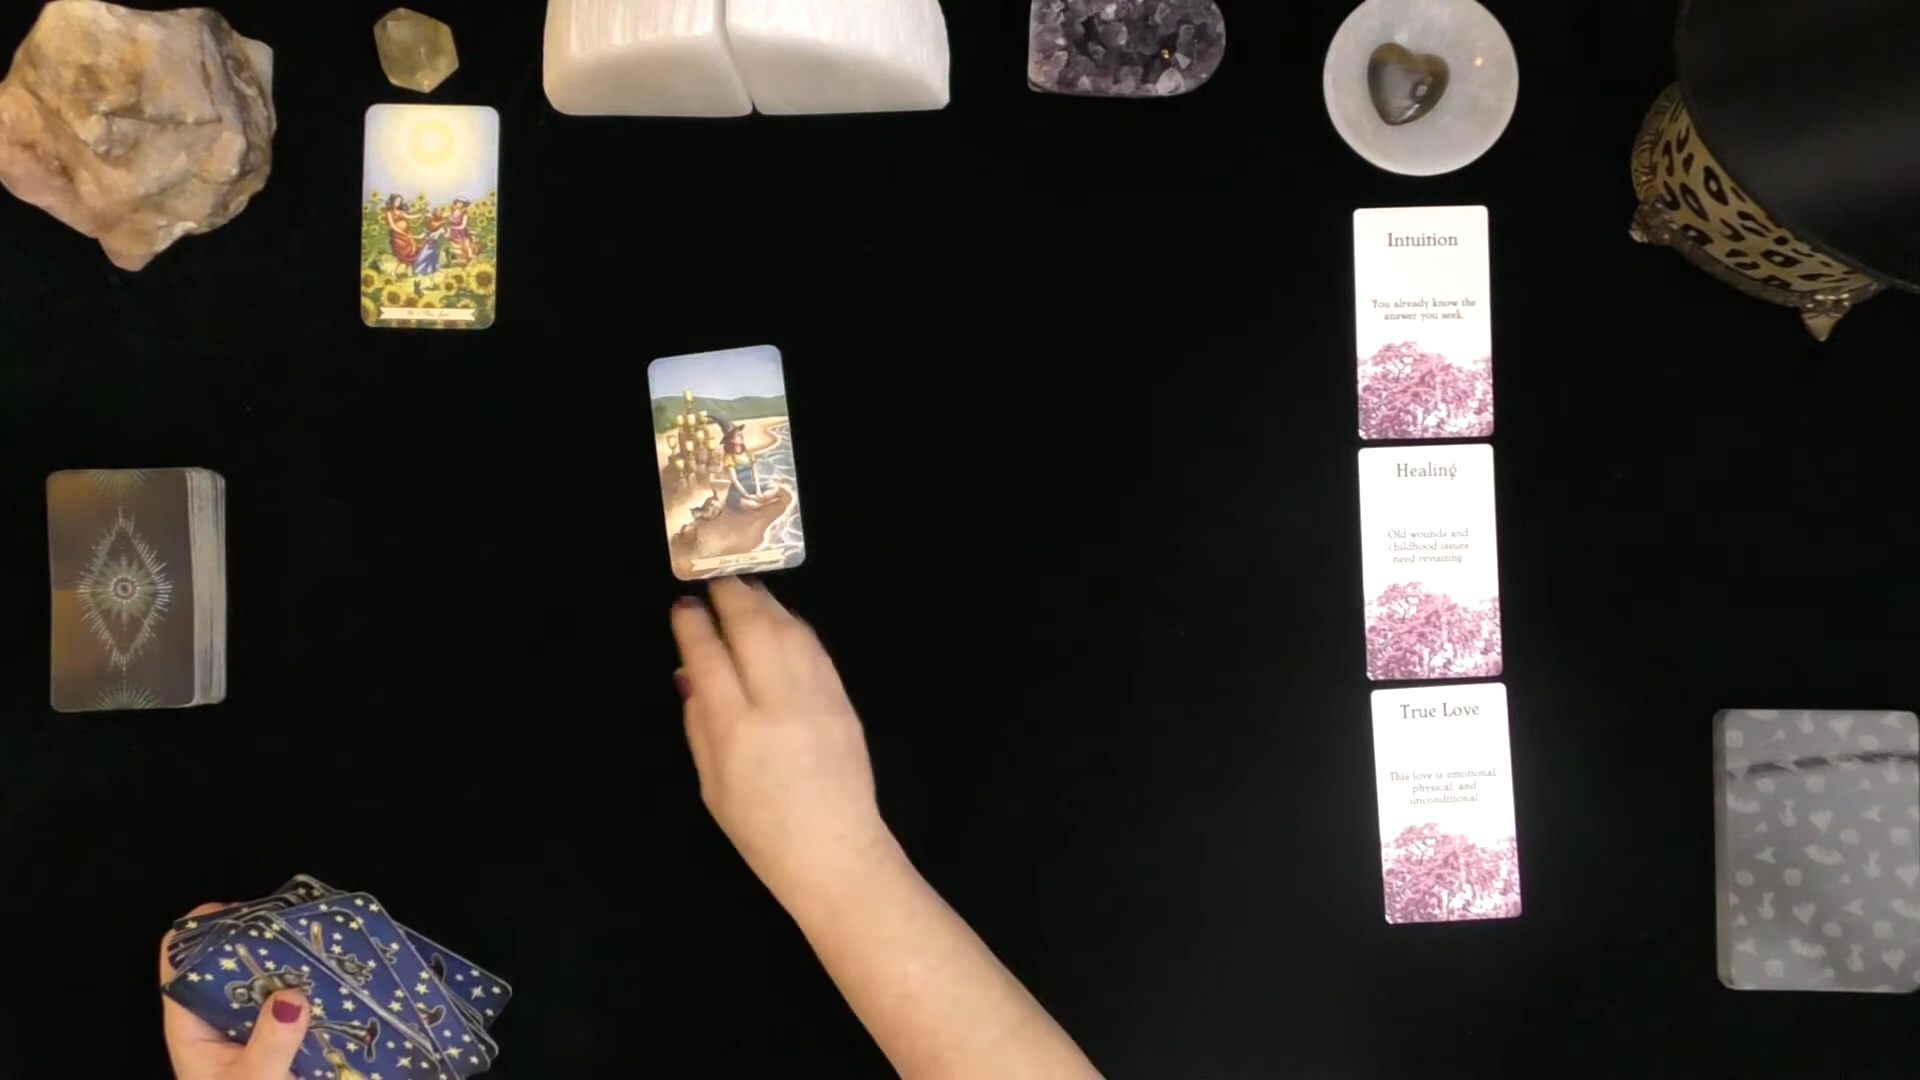 Intuition
You already know the
answer you seek.
Healing
Old wounds and
childhood issues
need revisiting
True Love
This love is emotional,
physical, and
unconditional